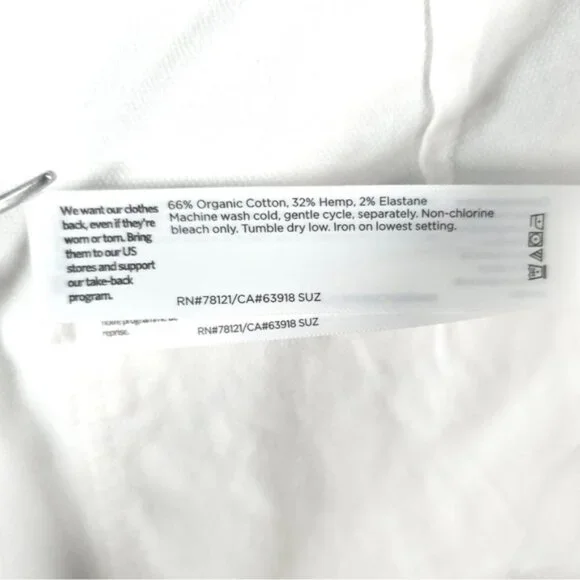 We want our clothes
back, even if they're
worn or torn. Bring
them to our US
stores and support
our take-back
program.
66% Organic Cotton, 32% Hemp, 2% Elastane
Machine wash cold, gentle cycle, separately. Non-chlorine
bleach only. Tumble dry low. Iron on lowest setting.
RN#78121/CA#63918 SUZ
reprise.
RN#78121/CA#63918 SUZ